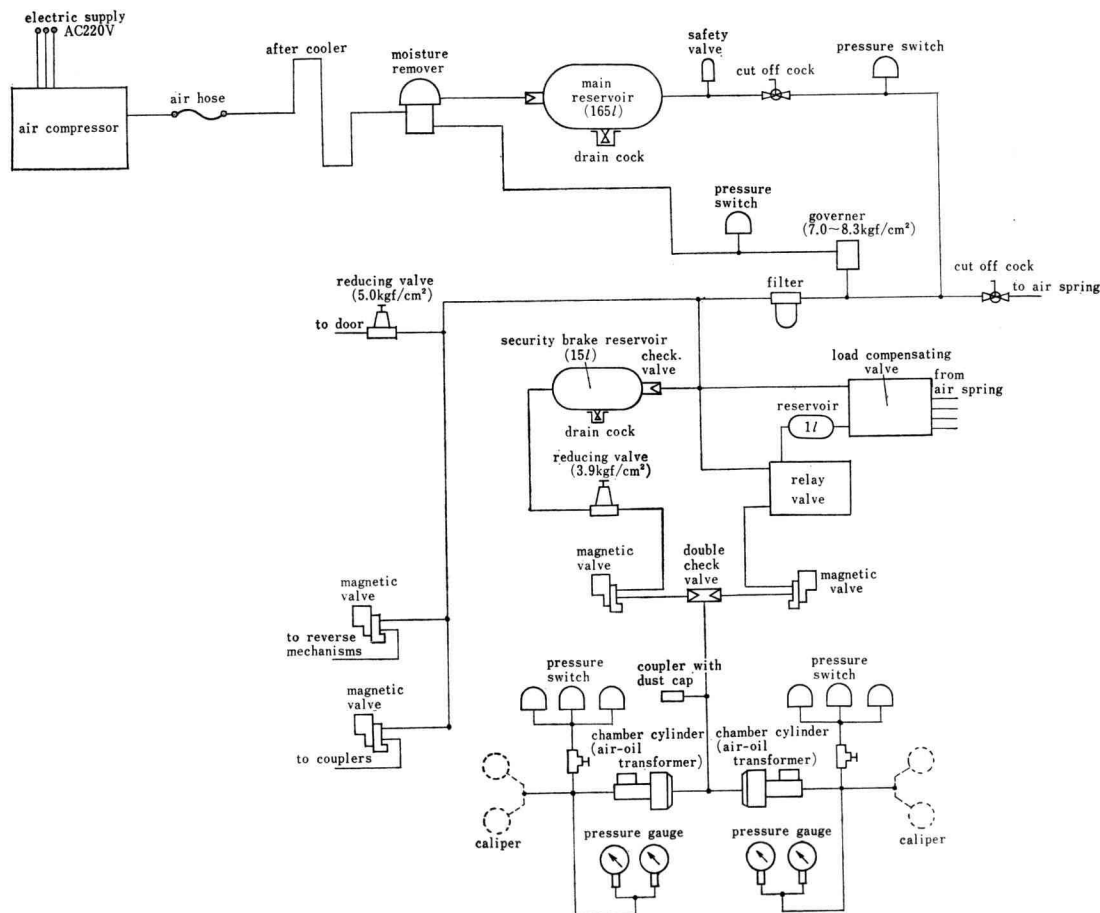 electric supply
AC220V
air compressor
air hose
after cooler
moisture
remover
main
reservoir
(165l)
drain cock
safety
valve
cut off cock
pressure switch
pressure
switch
governer
(7.0~8.3kgf/cm²)
cut off cock
to air spring
filter
reducing valve
(5.0kgf/cm²)
to door
security brake reservoir
(15l)
check.
valve
drain cock
load compensating
valve
from
air spring
reservoir
1l
relay
valve
reducing valve
(3.9kgf/cm²)
magnetic
valve
double
check
valve
magnetic
valve
magnetic
valve
to reverse
mechanisms
magnetic
valve
to couplers
pressure
switch
coupler with
dust cap
pressure
switch
chamber cylinder
(air-oil
transformer)
chamber cylinder
(air-oil
transformer)
caliper
pressure gauge
pressure gauge
caliper